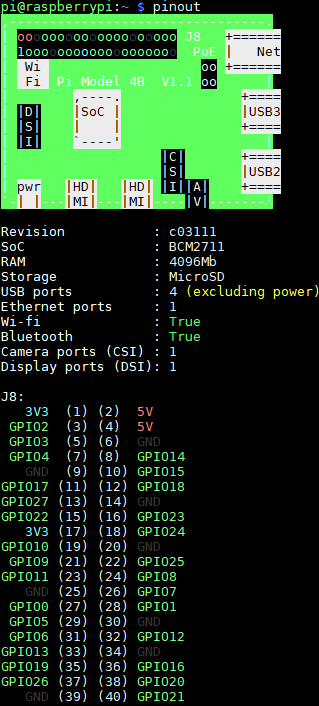 pi@raspberrypi:~ $ pinout
,--------------------------------.
| oooooooooooooooooooo J8     +======
| 1ooooooooooooooooooo  PoE   |   Net
|  Wi                    oo   +======
|  Fi  Pi Model 4B  V1.1 oo      |
|        ,----.               +====
| |D|    |SoC |               |USB3
| |S|    |    |               +====
| |I|    `----'                  |
|                   |C|       +====
|                   |S|       |USB2
| pwr   |HD|   |HD| |I||A|    +====
`-| |---|MI|---|MI|----|V|-------'
Revision           : c03111
SoC                : BCM2711
RAM                : 4096Mb
Storage            : MicroSD
USB ports          : 4 (excluding power)
Ethernet ports     : 1
Wi-fi              : True
Bluetooth          : True
Camera ports (CSI) : 1
Display ports (DSI): 1
J8:
   3V3  (1) (2)  5V
 GPIO2  (3) (4)  5V
 GPIO3  (5) (6)  GND
 GPIO4  (7) (8)  GPIO14
   GND  (9) (10) GPIO15
GPIO17 (11) (12) GPIO18
GPIO27 (13) (14) GND
GPIO22 (15) (16) GPIO23
   3V3 (17) (18) GPIO24
GPIO10 (19) (20) GND
 GPIO9 (21) (22) GPIO25
GPIO11 (23) (24) GPIO8
   GND (25) (26) GPIO7
 GPIO0 (27) (28) GPIO1
 GPIO5 (29) (30) GND
 GPIO6 (31) (32) GPIO12
GPIO13 (33) (34) GND
GPIO19 (35) (36) GPIO16
GPIO26 (37) (38) GPIO20
   GND (39) (40) GPIO21